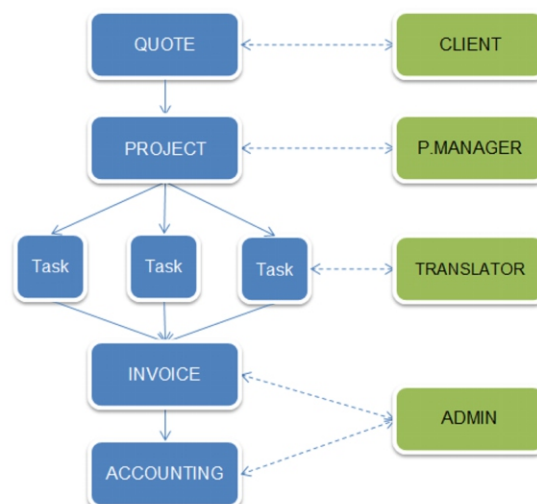 QUOTE
CLIENT
PROJECT
P.MANAGER
Task
Task
Task
TRANSLATOR
INVOICE
ADMIN
ACCOUNTING